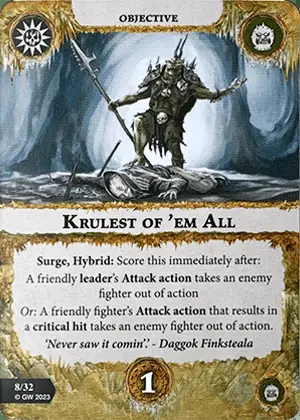 OBJECTIVE
KRULEST OF 'EM ALL
Surge, Hybrid: Score this immediately after:
A friendly leader's Attack action takes an enemy
fighter out of action
Or: A friendly fighter's Attack action that results in
a critical hit takes an enemy fighter out of action.
'Never saw it comin'.' - Daggok Finksteala
8/32
© GW 2023
1